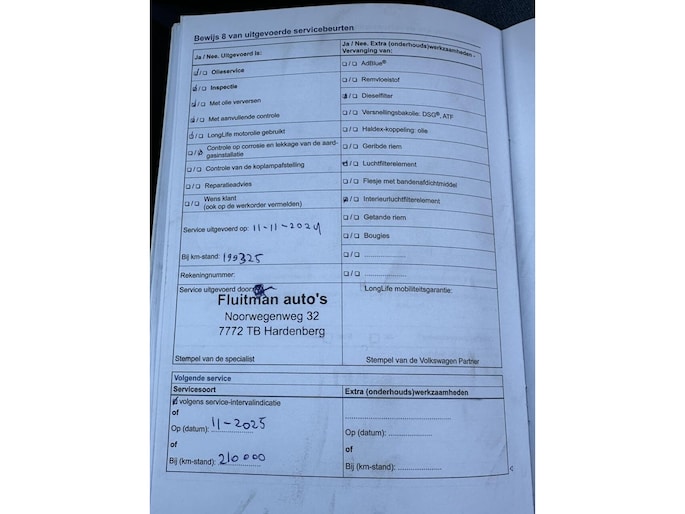 Bewijs 8 van uitgevoerde servicebeurten
Ja / Nee. Uitgevoerd is:
Ja / Nee. Extra (onderhouds)werkzaamheden - Vervanging van:
☑/☐ Olieservice
☐/☐ AdBlue®
☑/☐ Inspectie
☐/☐ Remvloeistof
☑/☐ Met olie verversen
☑/☐ Dieselfilter
☑/☐ Met aanvullende controle
☐/☐ Versnellingsbakolie: DSG®, ATF
☑/☐ LongLife motorolie gebruikt
☐/☐ Haldex-koppeling: olie
☐/☑ Controle op corrosie en lekkage van de aard-
gasinstallatie
☐/☐ Geribde riem
☐/☐ Controle van de koplampafstelling
☑/☐ Luchtfilterelement
☐/☐ Reparatieadvies
☐/☐ Flesje met bandenafdichtmiddel
☐/☐ Wens klant
(ook op de werkorder vermelden)
☑/☐ Interieurluchtfilterelement
☐/☐ Getande riem
Service uitgevoerd op: 11-11-2024
☐/☐ Bougies
Bij km-stand: 199325
☐/☐ ....................
Rekeningnummer:
☐/☐ ....................
Service uitgevoerd door:
LongLife mobiliteitsgarantie:
Fluitman auto's
Noorwegenweg 32
7772 TB Hardenberg
Stempel van de specialist
Stempel van de Volkswagen Partner
Volgende service
Servicesoort
Extra (onderhouds)werkzaamheden
☑ volgens service-intervalindicatie
of
Op (datum): 11-2025
Op (datum): ....................
of
of
Bij (km-stand): 210000
Bij (km-stand): ....................